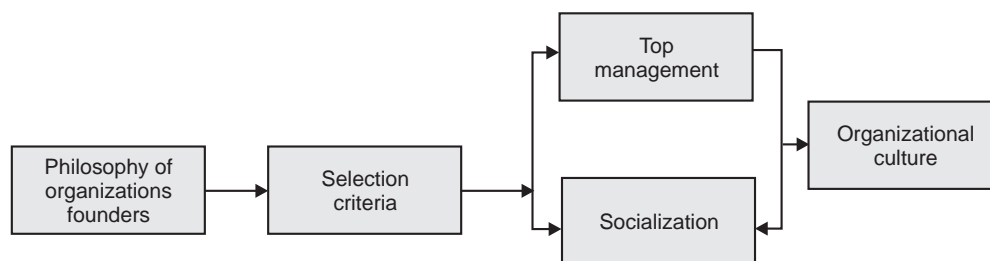 Philosophy of
organizations
founders
Selection
criteria
Top
management
Socialization
Organizational
culture